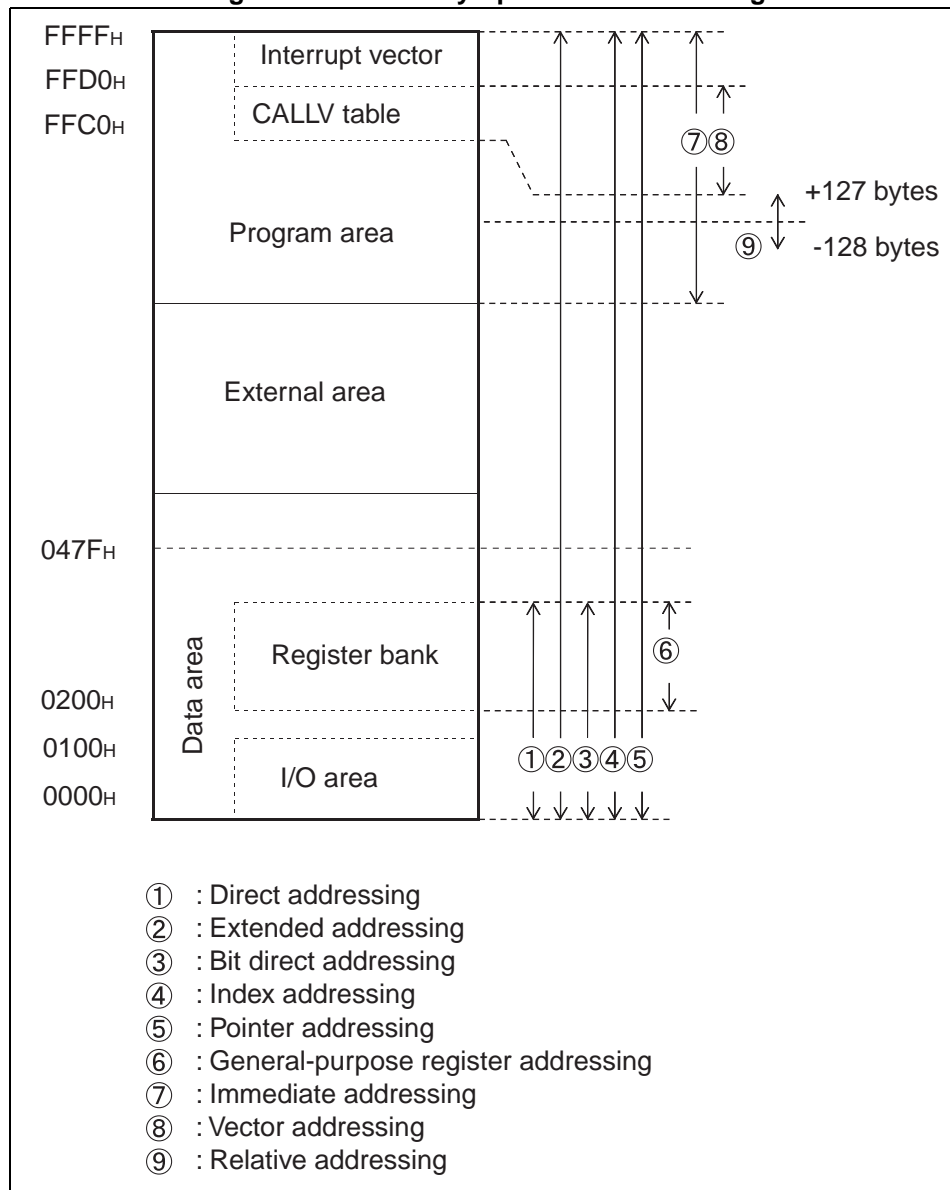 FFFFH
Interrupt vector
FFD0H
CALLV table
FFC0H
⑦⑧
+127 bytes
Program area
⑨
-128 bytes
External area
047FH
Data area
Register bank
⑥
0200H
0100H
①②③④⑤
I/O area
0000H
① : Direct addressing
② : Extended addressing
③ : Bit direct addressing
④ : Index addressing
⑤ : Pointer addressing
⑥ : General-purpose register addressing
⑦ : Immediate addressing
⑧ : Vector addressing
⑨ : Relative addressing